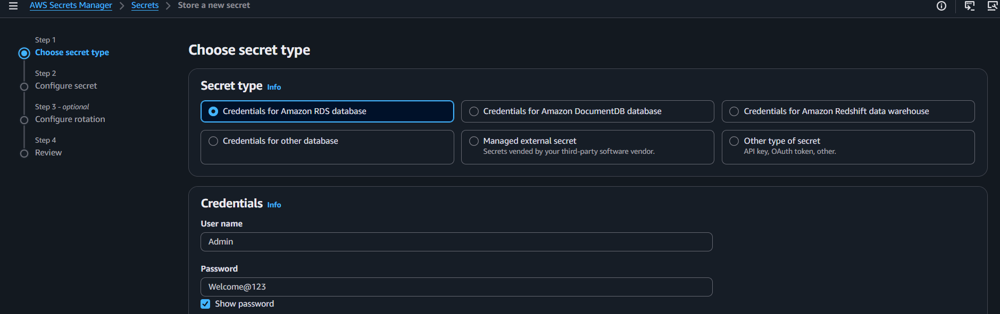 AWS Secrets Manager > Secrets > Store a new secret
Step 1
Choose secret type
Step 2
Configure secret
Step 3 - optional
Configure rotation
Step 4
Review
Choose secret type
Secret type Info
Credentials for Amazon RDS database
Credentials for Amazon DocumentDB database
Credentials for Amazon Redshift data warehouse
Credentials for other database
Managed external secret
Secrets vended by your third-party software vendor.
Other type of secret
API key, OAuth token, other.
Credentials Info
User name
Admin
Password
Welcome@123
Show password